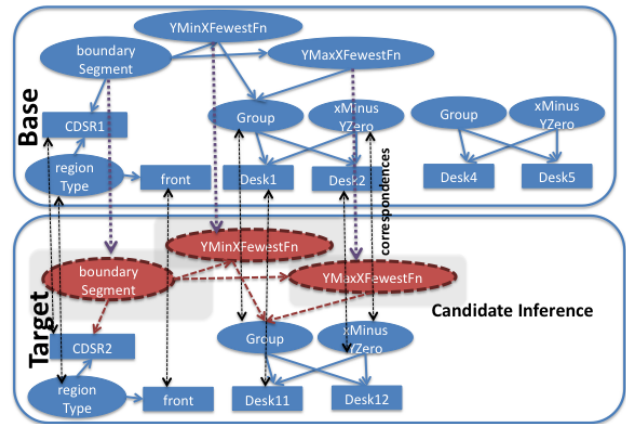 YMinXFewestFn
boundary
Segment
YMaxXFewestFn
Base
CDSR1
Group
xMinus
YZero
Group
xMinus
YZero
region
Type
front
Desk1
Desk2
Desk4
Desk5
correspondences
YMinXFewestFn
boundary
Segment
YMaxXFewestFn
Candidate Inference
Target
CDSR2
Group
xMinus
YZero
region
Type
front
Desk11
Desk12